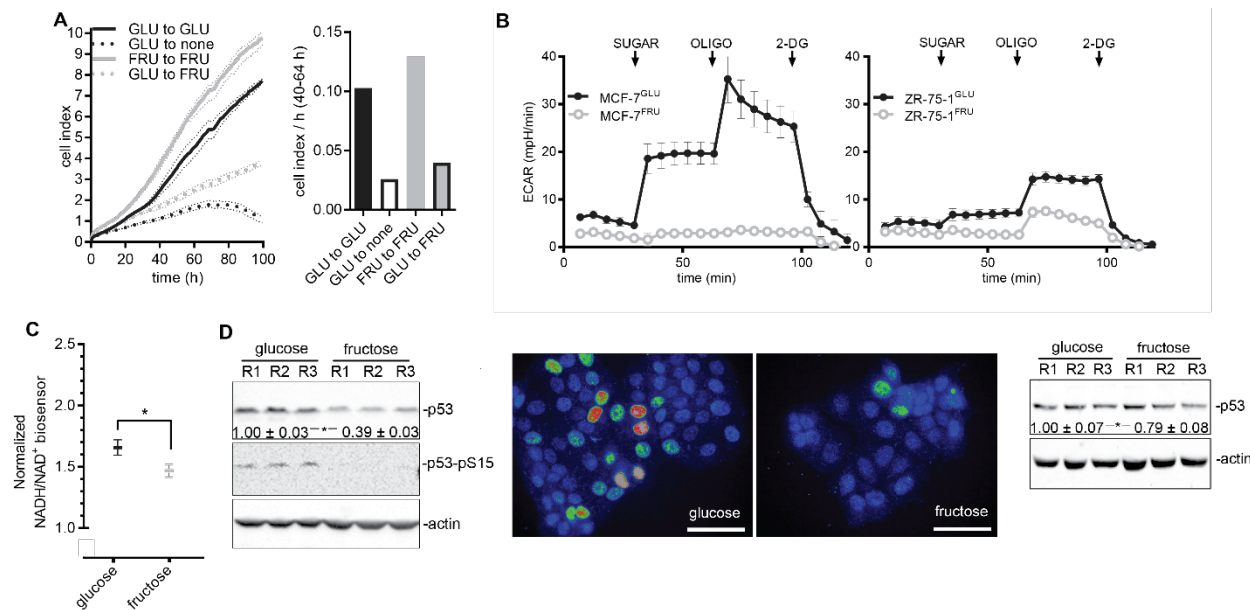 A
GLU to GLU
GLU to none
FRU to FRU
GLU to FRU
cell index
10
9
8
7
6
5
4
3
2
1
0
0 20 40 60 80 100
time (h)
cell index / h (40-64 h)
0.15
0.10
0.05
0.00
GLU to GLU
GLU to none
FRU to FRU
GLU to FRU
B
SUGAR OLIGO 2-DG
MCF-7GLU
MCF-7FRU
ECAR (mpH/min)
40
30
20
10
0
0 50 100
time (min)
SUGAR OLIGO 2-DG
ZR-75-1GLU
ZR-75-1FRU
40
30
20
10
0
0 50 100
time (min)
C
Normalized
NADH/NAD+ biosensor
2.5
2.0
1.5
1.0
*
glucose
fructose
D
glucose fructose
R1 R2 R3 R1 R2 R3
-p53
1.00 ± 0.03 —*— 0.39 ± 0.03
-p53-pS15
-actin
glucose
fructose
glucose fructose
R1 R2 R3 R1 R2 R3
-p53
1.00 ± 0.07 —*— 0.79 ± 0.08
-actin